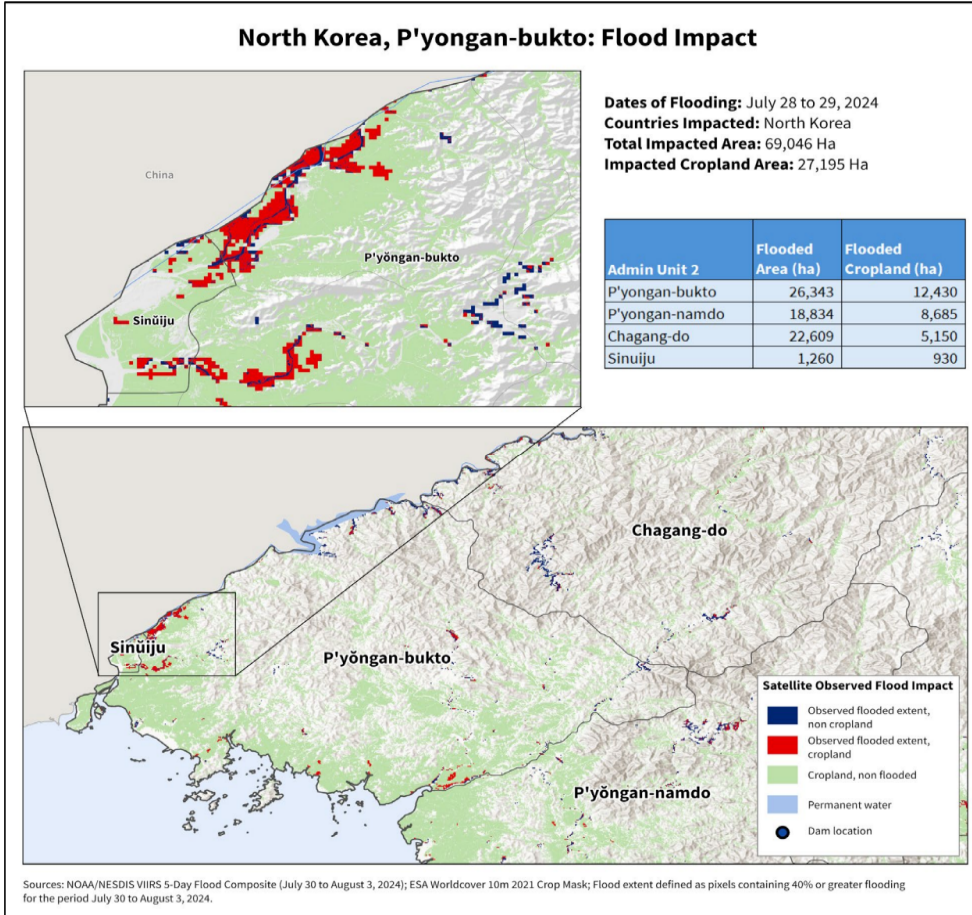 North Korea, P'yongan-bukto: Flood Impact
Dates of Flooding: July 28 to 29, 2024
Countries Impacted: North Korea
Total Impacted Area: 69,046 Ha
Impacted Cropland Area: 27,195 Ha
China
P'yŏngan-bukto
Sinŭiju
Admin Unit 2 Flooded Area (ha) Flooded Cropland (ha)
P'yongan-bukto 26,343 12,430
P'yongan-namdo 18,834 8,685
Chagang-do 22,609 5,150
Sinuiju 1,260 930
Chagang-do
Sinŭiju
P'yŏngan-bukto
P'yŏngan-namdo
Satellite Observed Flood Impact
Observed flooded extent,
non cropland
Observed flooded extent,
cropland
Cropland, non flooded
Permanent water
Dam location
Sources: NOAA/NESDIS VIIRS 5-Day Flood Composite (July 30 to August 3, 2024); ESA Worldcover 10m 2021 Crop Mask; Flood extent defined as pixels containing 40% or greater flooding
for the period July 30 to August 3, 2024.